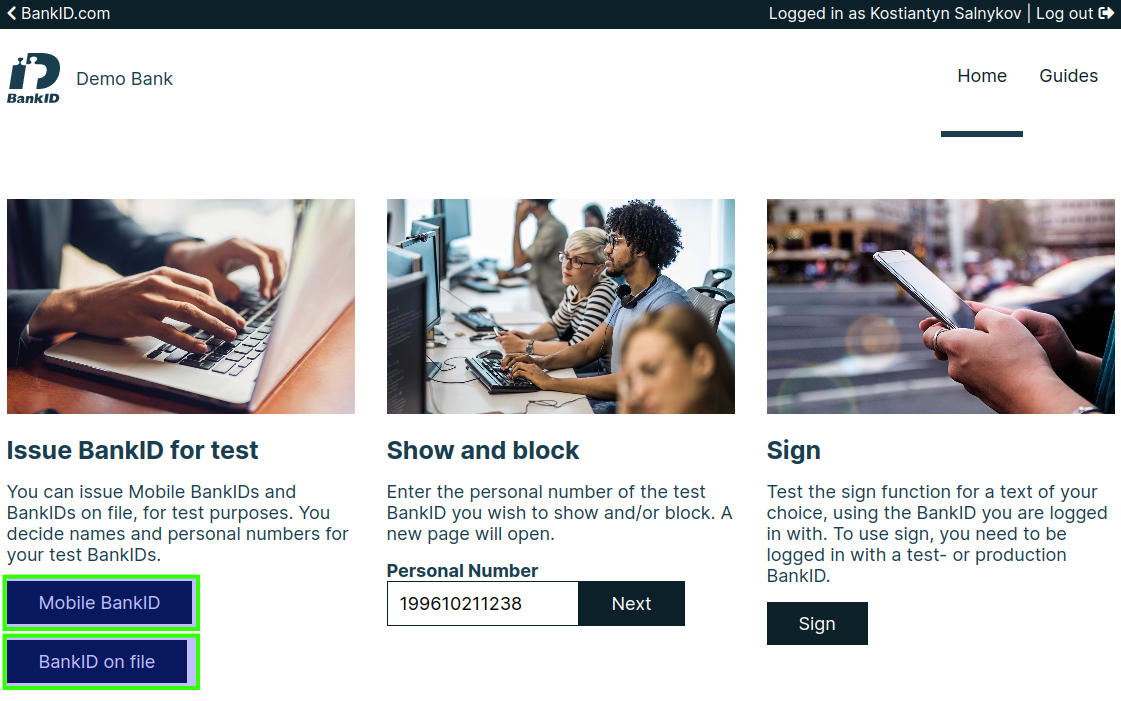 BankID.com
Logged in as Kostiantyn Salnykov | Log out
BankID
Demo Bank
Home
Guides
Issue BankID for test
You can issue Mobile BankIDs and
BankIDs on file, for test purposes. You
decide names and personal numbers for
your test BankIDs.
Mobile BankID
BankID on file
Show and block
Enter the personal number of the test
BankID you wish to show and/or block. A
new page will open.
Personal Number
199610211238
Next
Sign
Test the sign function for a text of your
choice, using the BankID you are logged
in with. To use sign, you need to be
logged in with a test- or production
BankID.
Sign